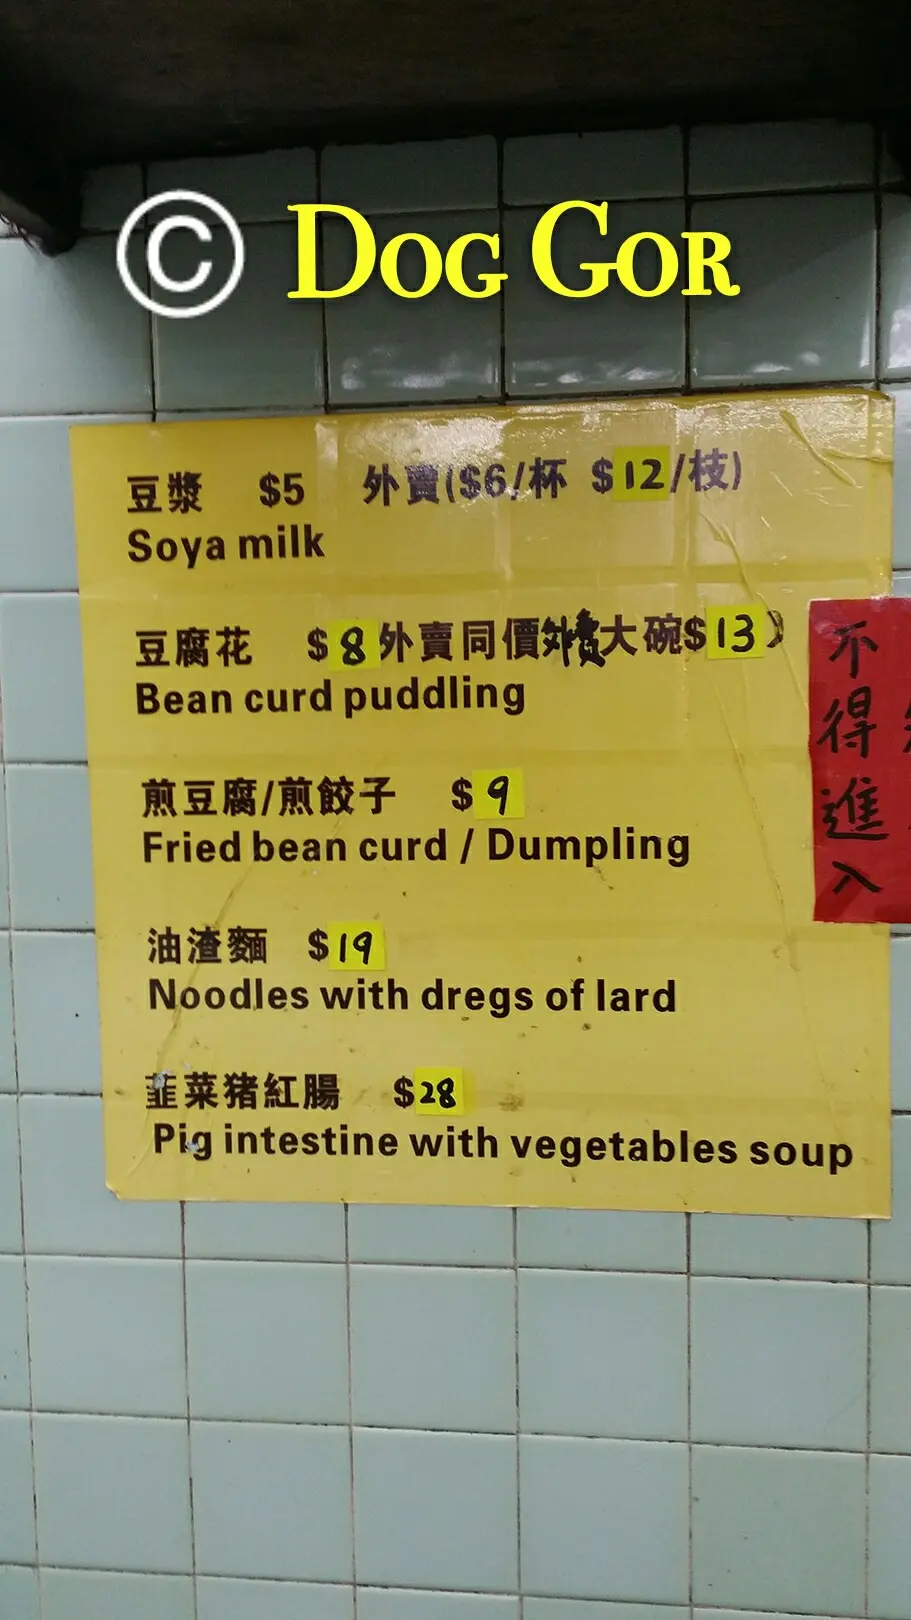 © DOG GOR
豆漿 $5 外賣($6/杯 $12/枝)
Soya milk
豆腐花 $8外賣同價外賣大碗$13)
Bean curd puddling
煎豆腐/煎餃子 $9
Fried bean curd / Dumpling
油渣麵 $19
Noodles with dregs of lard
韮菜猪紅腸 $28
Pig intestine with vegetables soup
不得進入